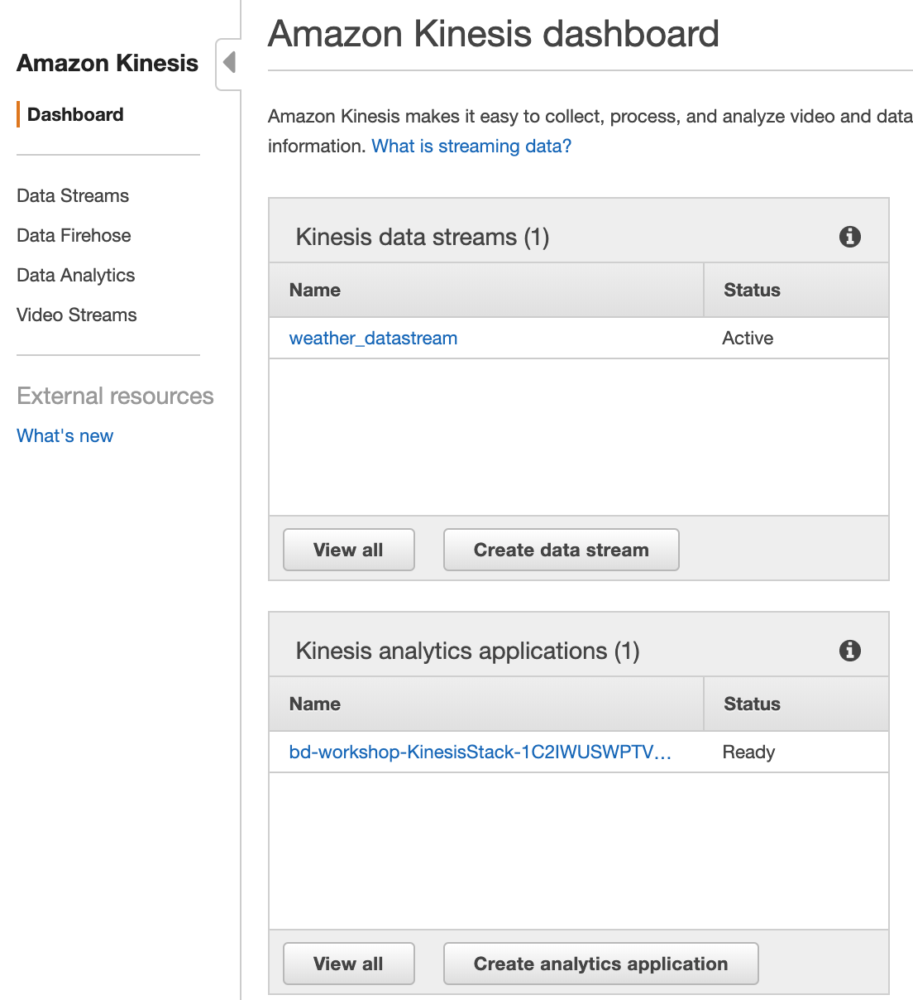 Amazon Kinesis
Dashboard
Data Streams
Data Firehose
Data Analytics
Video Streams
External resources
What's new
Amazon Kinesis dashboard
Amazon Kinesis makes it easy to collect, process, and analyze video and data
information. What is streaming data?
Kinesis data streams (1)
Name Status
weather_datastream Active
View all Create data stream
Kinesis analytics applications (1)
Name Status
bd-workshop-KinesisStack-1C2IWUSWPTV... Ready
View all Create analytics application